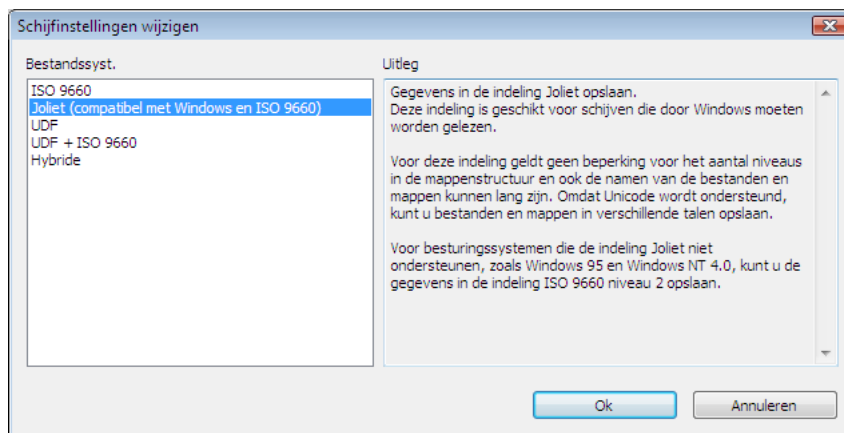 Schijfinstellingen wijzigen
Bestandssyst.
ISO 9660
Joliet (compatibel met Windows en ISO 9660)
UDF
UDF + ISO 9660
Hybride
Uitleg
Gegevens in de indeling Joliet opslaan.
Deze indeling is geschikt voor schijven die door Windows moeten
worden gelezen.
Voor deze indeling geldt geen beperking voor het aantal niveaus
in de mappenstructuur en ook de namen van de bestanden en
mappen kunnen lang zijn. Omdat Unicode wordt ondersteund,
kunt u bestanden en mappen in verschillende talen opslaan.
Voor besturingssystemen die de indeling Joliet niet
ondersteunen, zoals Windows 95 en Windows NT 4.0, kunt u de
gegevens in de indeling ISO 9660 niveau 2 opslaan.
Ok
Annuleren